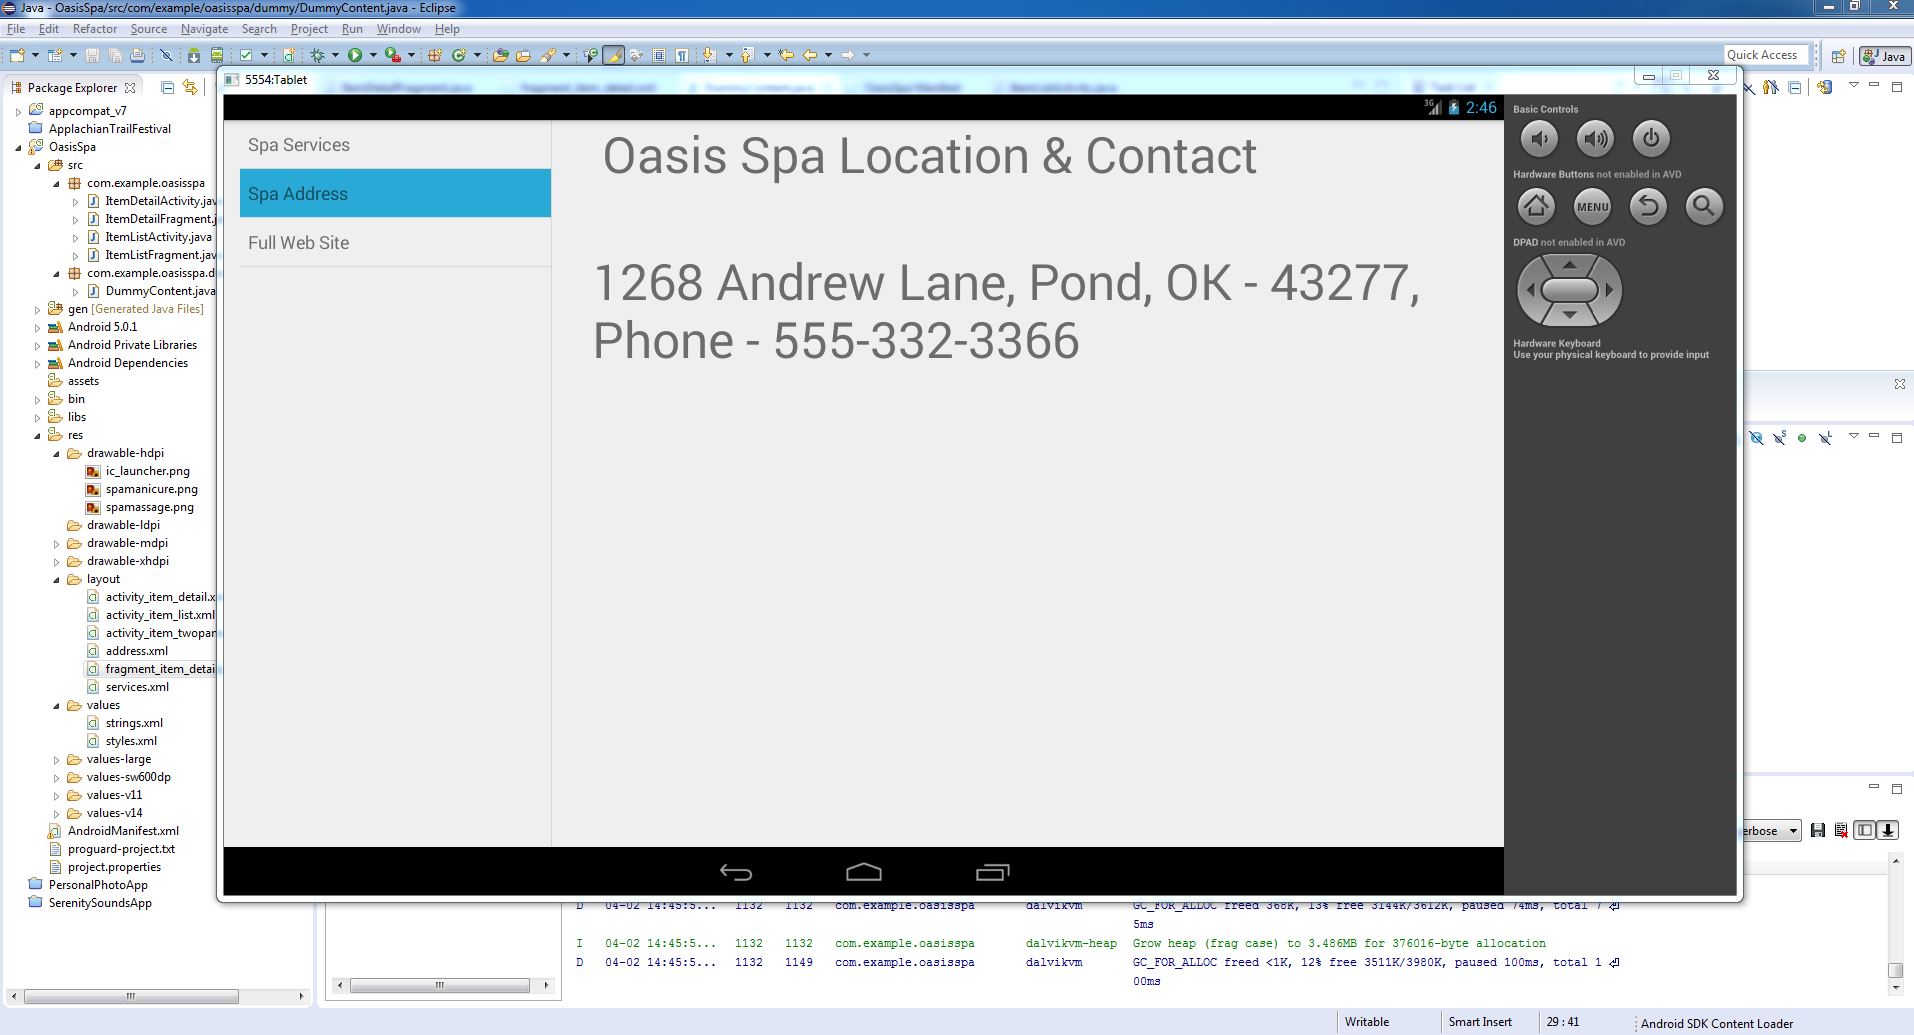 Java - OasisSpa/src/com/example/oasisspa/dummy/DummyContent.java - Eclipse
File Edit Refactor Source Navigate Search Project Run Window Help
Quick Access
Java
Package Explorer
appcompat_v7
ApplachianTrailFestival
OasisSpa
src
com.example.oasisspa
ItemDetailActivity.jav
ItemDetailFragment.j
ItemListActivity.java
ItemListFragment.jav
com.example.oasisspa.d
DummyContent.java
gen [Generated Java Files]
Android 5.0.1
Android Private Libraries
Android Dependencies
assets
bin
libs
res
drawable-hdpi
ic_launcher.png
spamanicure.png
spamassage.png
drawable-ldpi
drawable-mdpi
drawable-xhdpi
layout
activity_item_detail.x
activity_item_list.xml
activity_item_twopan
address.xml
fragment_item_detai
services.xml
values
strings.xml
styles.xml
values-large
values-sw600dp
values-v11
values-v14
AndroidManifest.xml
proguard-project.txt
project.properties
PersonalPhotoApp
SerenitySoundsApp
5554:Tablet
3G 2:46
Spa Services
Spa Address
Full Web Site
Oasis Spa Location & Contact
1268 Andrew Lane, Pond, OK - 43277,
Phone - 555-332-3366
Basic Controls
Hardware Buttons not enabled in AVD
MENU
DPAD not enabled in AVD
Hardware Keyboard
Use your physical keyboard to provide input
erbose
D 04-02 14:45:5... 1132 1132 com.example.oasisspa dalvikvm GC_FOR_ALLOC freed 368K, 13% free 3144K/3612K, paused 74ms, total 7
5ms
I 04-02 14:45:5... 1132 1132 com.example.oasisspa dalvikvm-heap Grow heap (frag case) to 3.486MB for 376016-byte allocation
D 04-02 14:45:5... 1132 1149 com.example.oasisspa dalvikvm GC_FOR_ALLOC freed <1K, 12% free 3511K/3980K, paused 100ms, total 1
00ms
Writable Smart Insert 29 : 41 Android SDK Content Loader